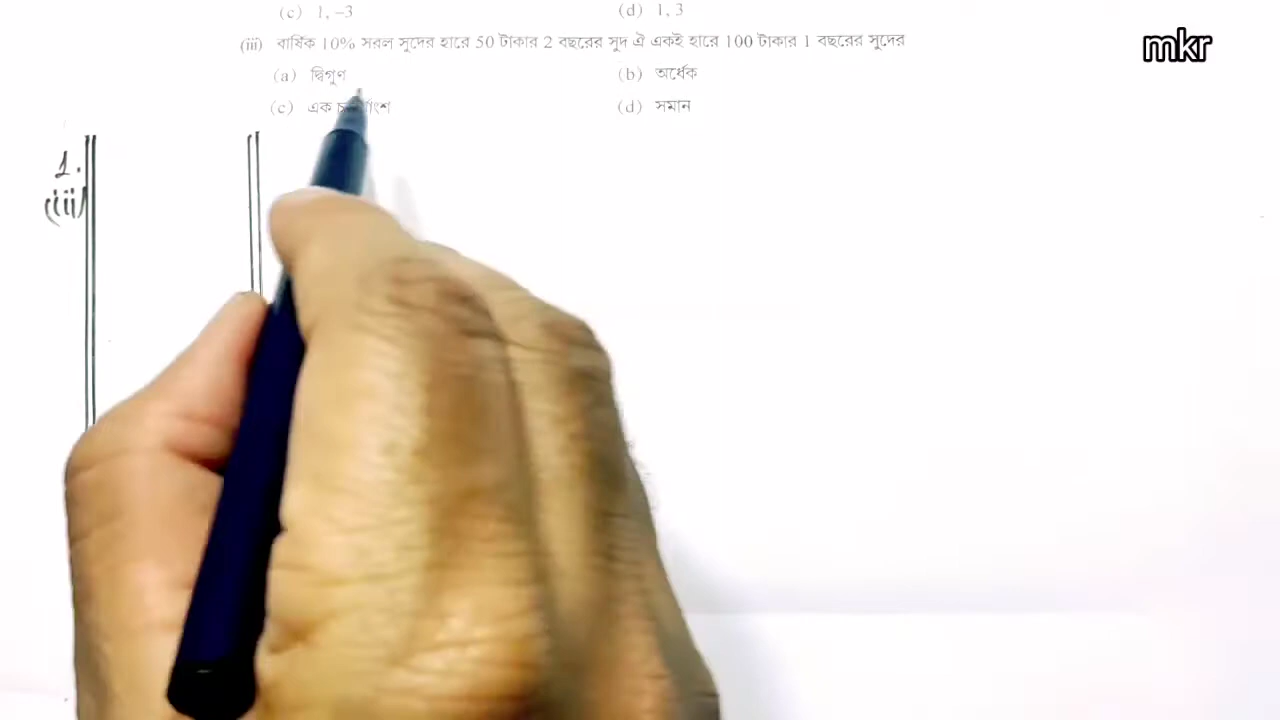 (c) 1, –3 (d) 1, 3
mkr
(iii) বার্ষিক 10% সরল সুদের হারে 50 টাকার 2 বছরের সুদ ঐ একই হারে 100 টাকার 1 বছরের সুদের
(a) দ্বিগুণ (b) অর্ধেক
(c) এক (d) সমান
1.
(iii)